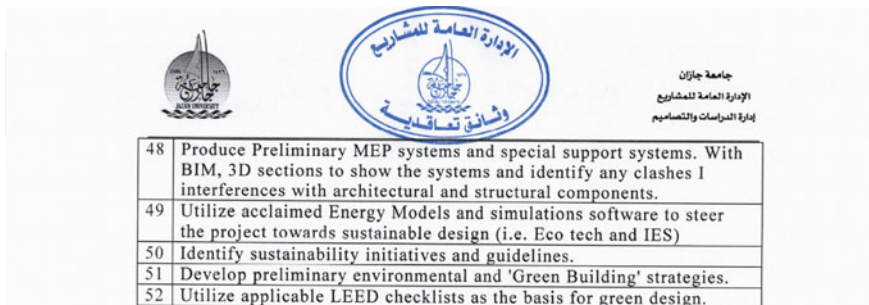 الإدارة العامة للمشاريع
وثائق تعاقدية
JAZAN UNIVERSITY
جامعة جازان
الإدارة العامة للمشاريع
إدارة الدراسات والتصاميم
48 Produce Preliminary MEP systems and special support systems. With
BIM, 3D sections to show the systems and identify any clashes I
interferences with architectural and structural components.
49 Utilize acclaimed Energy Models and simulations software to steer
the project towards sustainable design (i.e. Eco tech and IES)
50 Identify sustainability initiatives and guidelines.
51 Develop preliminary environmental and 'Green Building' strategies.
52 Utilize applicable LEED checklists as the basis for green design.